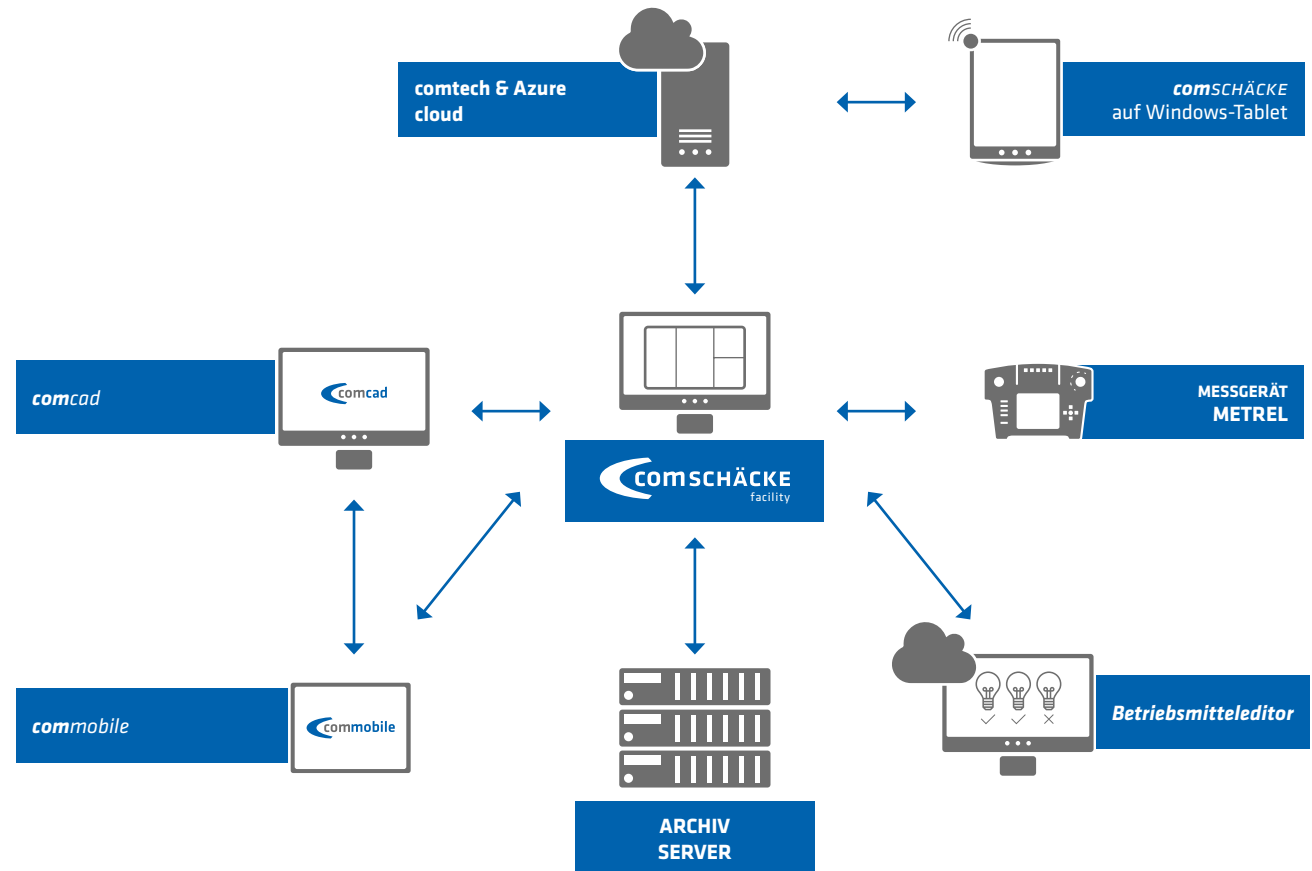 comtech & Azure
cloud
comSCHÄCKE
auf Windows-Tablet
comcad
comcad
comSCHÄCKE
facility
MESSGERÄT
METREL
commobile
commobile
ARCHIV
SERVER
Betriebsmitteleditor